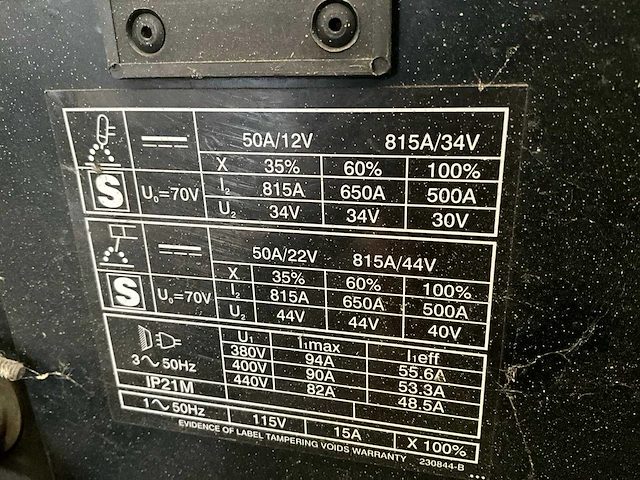 50A/12V 815A/34V
X 35% 60% 100%
S U₀=70V I₂ 815A 650A 500A
U₂ 34V 34V 30V
50A/22V 815A/44V
X 35% 60% 100%
S U₀=70V I₂ 815A 650A 500A
U₂ 44V 44V 40V
U₁ I₁max I₁eff
3~50Hz 380V 94A 55.6A
400V 90A 53.3A
IP21M 440V 82A 48.5A
1~50Hz 115V 15A X 100%
EVIDENCE OF LABEL TAMPERING VOIDS WARRANTY 230844-B